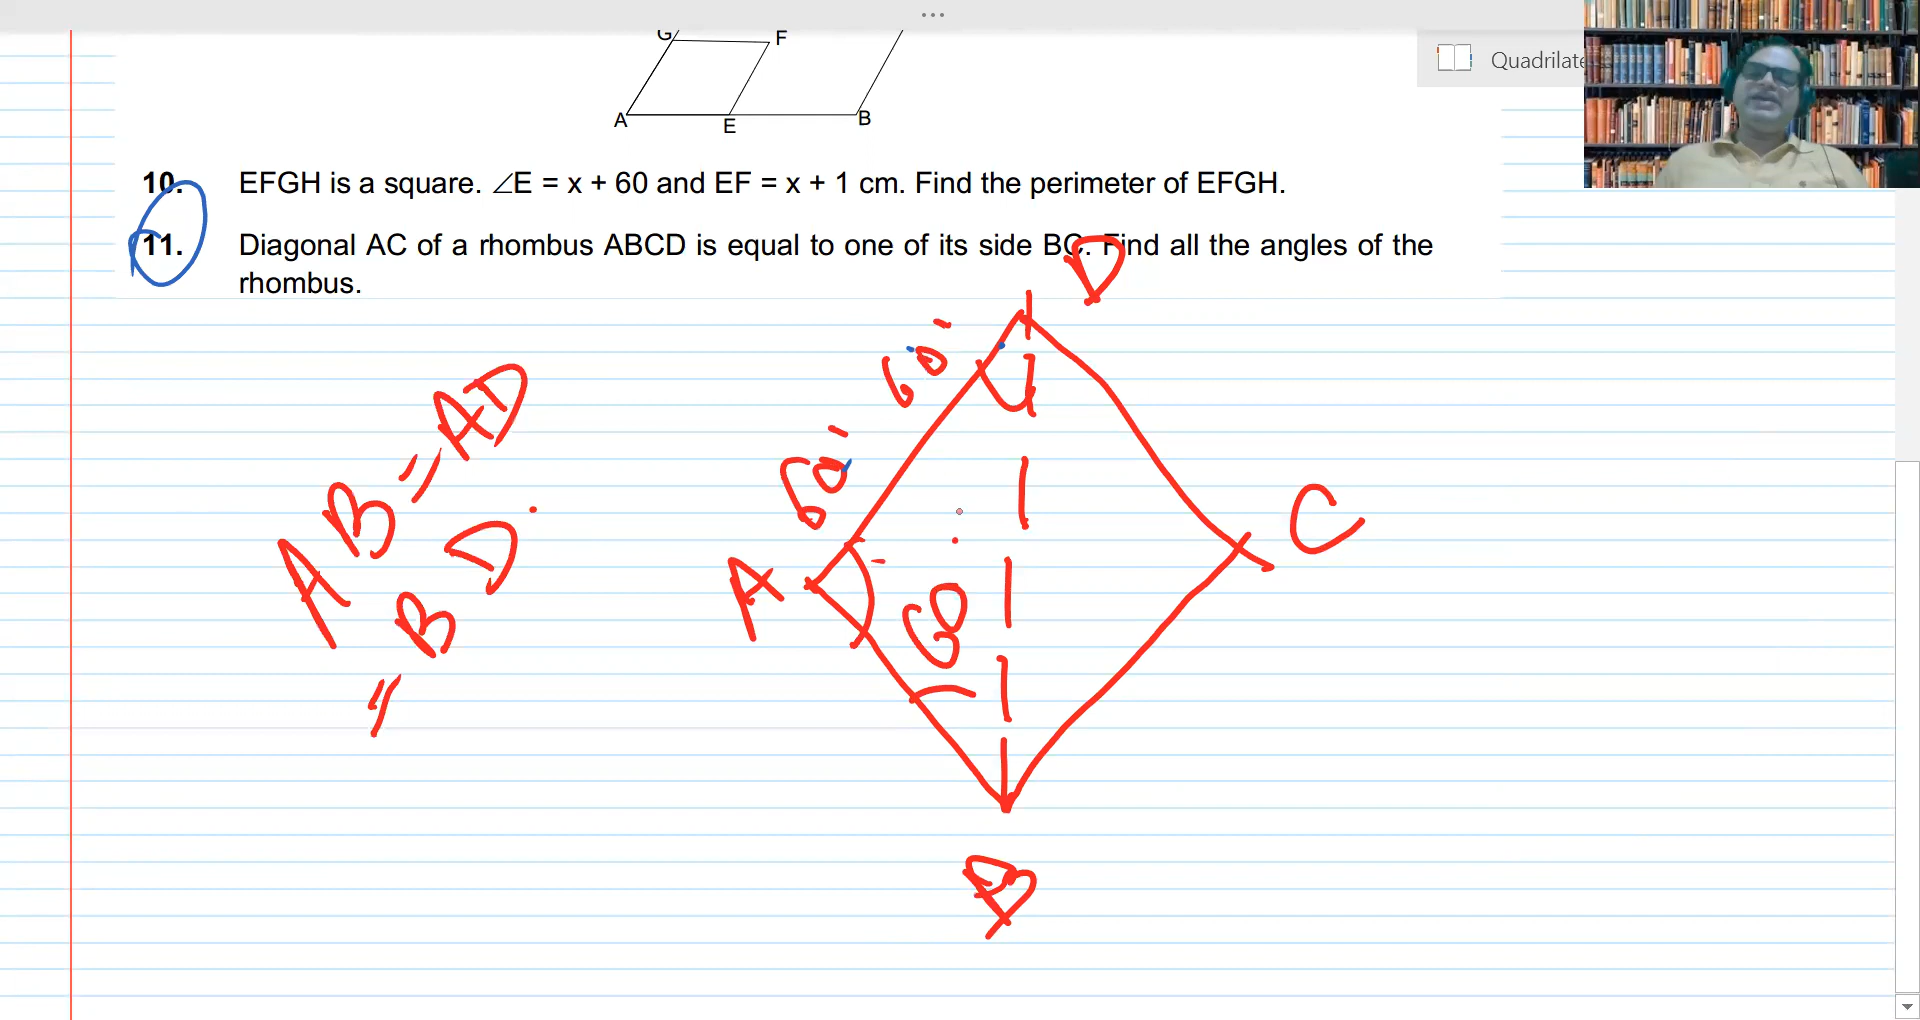 G F
Quadrilate
A E B
10. EFGH is a square. ∠E = x + 60 and EF = x + 1 cm. Find the perimeter of EFGH.
11. Diagonal AC of a rhombus ABCD is equal to one of its side BC. Find all the angles of the
rhombus.
D
60°
AB = AD
60°
C
= BD
A
60
B